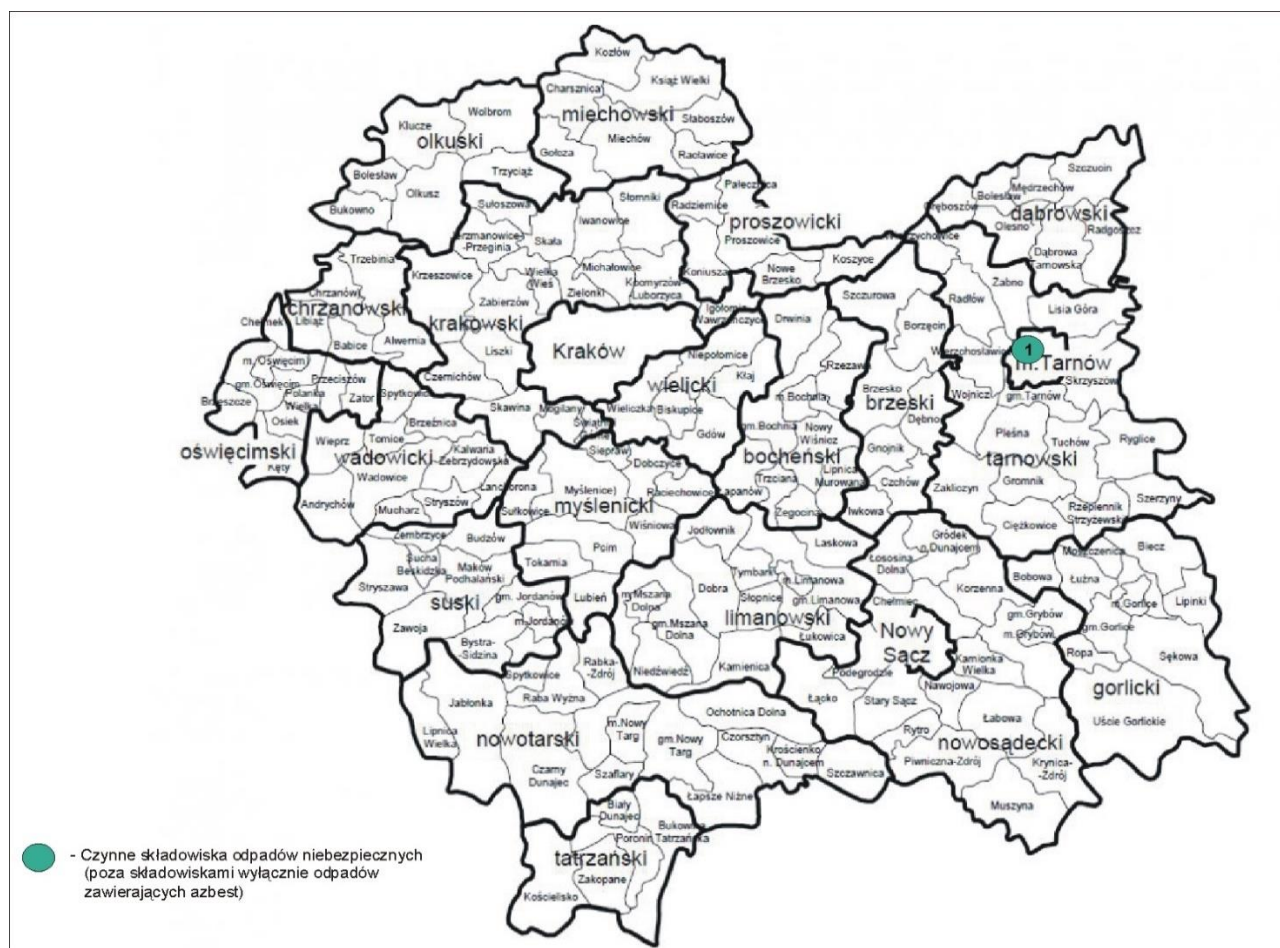 Kozłów
Książ Wielki
Charsznica
miechowski
Słaboszów
Miechów
Gołcza
Racławice
Wolbrom
Klucze
olkuski
Trzyciąż
Bolesław
Olkusz
Bukowno
Sułoszowa
Słomniki
Iwanowice
Skała
Krzeszowice
Michałowice
Wielka
Wieś
Zabierzów
Zielonki
krakowski
Liszki
Czernichów
Skawina
Mogilany
Pałecznica
Radziemice
proszowicki
Proszowice
Koniusza
Nowe
Brzesko
Koszyce
Szczucin
Mędrzechów
Bolesław
dąbrowski
Olesno
Dąbrowa
Tarnowska
Trzebinia
Chrzanów
chrzanowski
Libiąż
Babice
Alwernia
Kraków
Chełmek
m. Oświęcim
gm. Oświęcim
Przeciszów
Polanka
Wielka
Zator
Brzeszcze
Osiek
oświęcimski
Kęty
Spytkowice
Brzeźnica
Wieprz
Tomice
wadowicki
Kalwaria
Zebrzydowska
Wadowice
Andrychów
Stryszów
Mucharz
Niepołomice
Kłaj
wielicki
Wieliczka
Biskupice
Gdów
Drwinia
Rzezawa
m.Bochnia
gm.Bochnia
Nowy
Wiśnicz
bocheński
Trzciana
Lipnica
Murowana
Żegocina
Szczurowa
Borzęcin
Brzesko
brzeski
Dębno
Gnojnik
Czchów
Iwkowa
Radłów
Żabno
Lisia Góra
1
m.Tarnów
Skrzyszów
gm.Tarnów
Wojnicz
Pleśna
Tuchów
Ryglice
tarnowski
Zakliczyn
Gromnik
Rzepiennik
Strzyżewski
Szerzyny
Ciężkowice
Siepraw
Dobczyce
Myślenice
Raciechowice
myślenicki
Sułkowice
Wiśniowa
Pcim
Tokarnia
Lubień
Zembrzyce
Budzów
Sucha
Beskidzka
Maków
Podhalański
Stryszawa
suski
gm. Jordanów
m.Jordanów
Zawoja
Bystra-
Sidzina
Jodłownik
Laskowa
Tymbark
m.Limanowa
Dobra
Słopnice
gm.Limanowa
m.Mszana
Dolna
gm.Mszana
Dolna
limanowski
Łukowica
Kamienica
Niedźwiedź
Gródek
n.Dunajcem
Łososina
Dolna
Korzenna
Chełmiec
Nowy
Sącz
gm.Grybów
m.Grybów
Kamionka
Wielka
Podegrodzie
Nawojowa
Łącko
Stary Sącz
Łabowa
Rytro
nowosądecki
Piwniczna-Zdrój
Krynica-
Zdrój
Muszyna
Moszczenica
Biecz
Bobowa
Łużna
m.Gorlice
Lipinki
gm.Gorlice
Ropa
Sękowa
gorlicki
Uście Gorlickie
Spytkowice
Rabka-
Zdrój
Raba Wyżna
Jabłonka
Lipnica
Wielka
nowotarski
m.Nowy
Targ
gm.Nowy
Targ
Ochotnica Dolna
Czorsztyn
Krościenko
n. Dunajcem
Szczawnica
Czarny
Dunajec
Szaflary
Łapsze Niżne
Biały
Dunajec
Poronin
tatrzański
Zakopane
Kościelisko
- Czynne składowiska odpadów niebezpiecznych
(poza składowiskami wyłącznie odpadów
zawierających azbest)